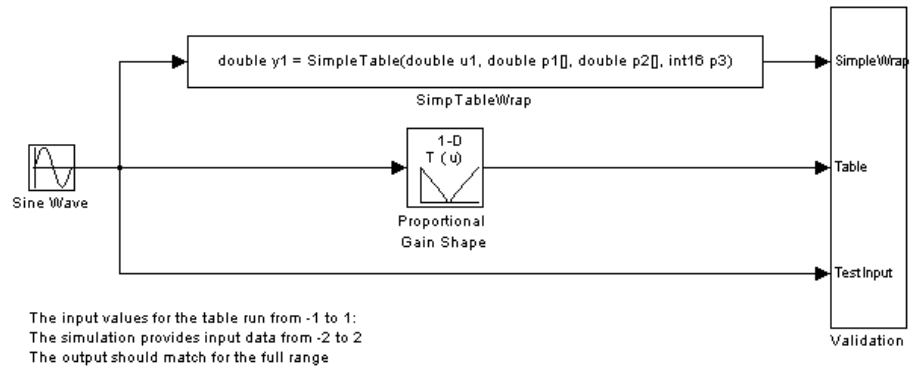 double y1 = SimpleTable(double u1, double p1[], double p2[], int16 p3)
SimpTableWrap
SimpleWrap
1-D
T (u)
Sine Wave
Table
Proportional
Gain Shape
TestInput
Validation
The input values for the table run from -1 to 1:
The simulation provides input data from -2 to 2
The output should match for the full range